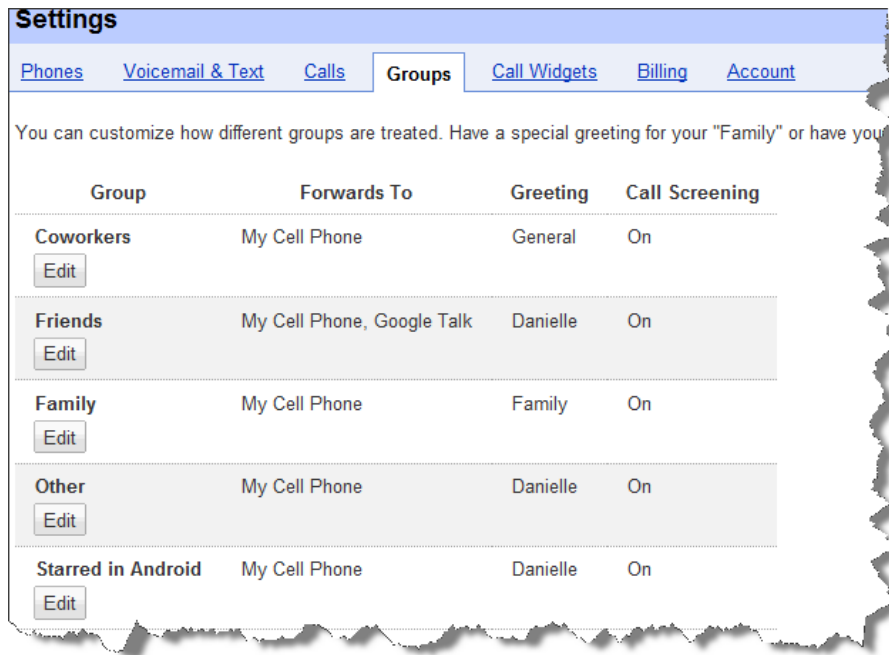 Settings
Phones Voicemail & Text Calls Groups Call Widgets Billing Account
You can customize how different groups are treated. Have a special greeting for your "Family" or have you
Group Forwards To Greeting Call Screening
Coworkers My Cell Phone General On
Edit
Friends My Cell Phone, Google Talk Danielle On
Edit
Family My Cell Phone Family On
Edit
Other My Cell Phone Danielle On
Edit
Starred in Android My Cell Phone Danielle On
Edit